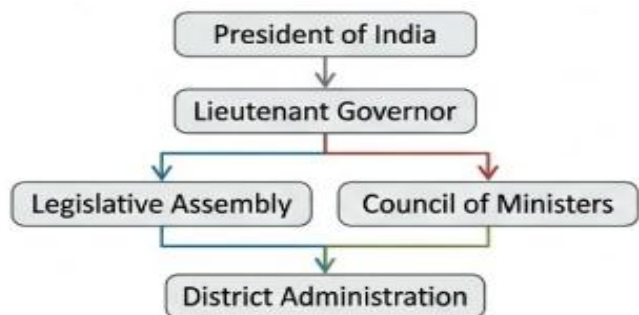 President of India
Lieutenant Governor
Legislative Assembly
Council of Ministers
District Administration